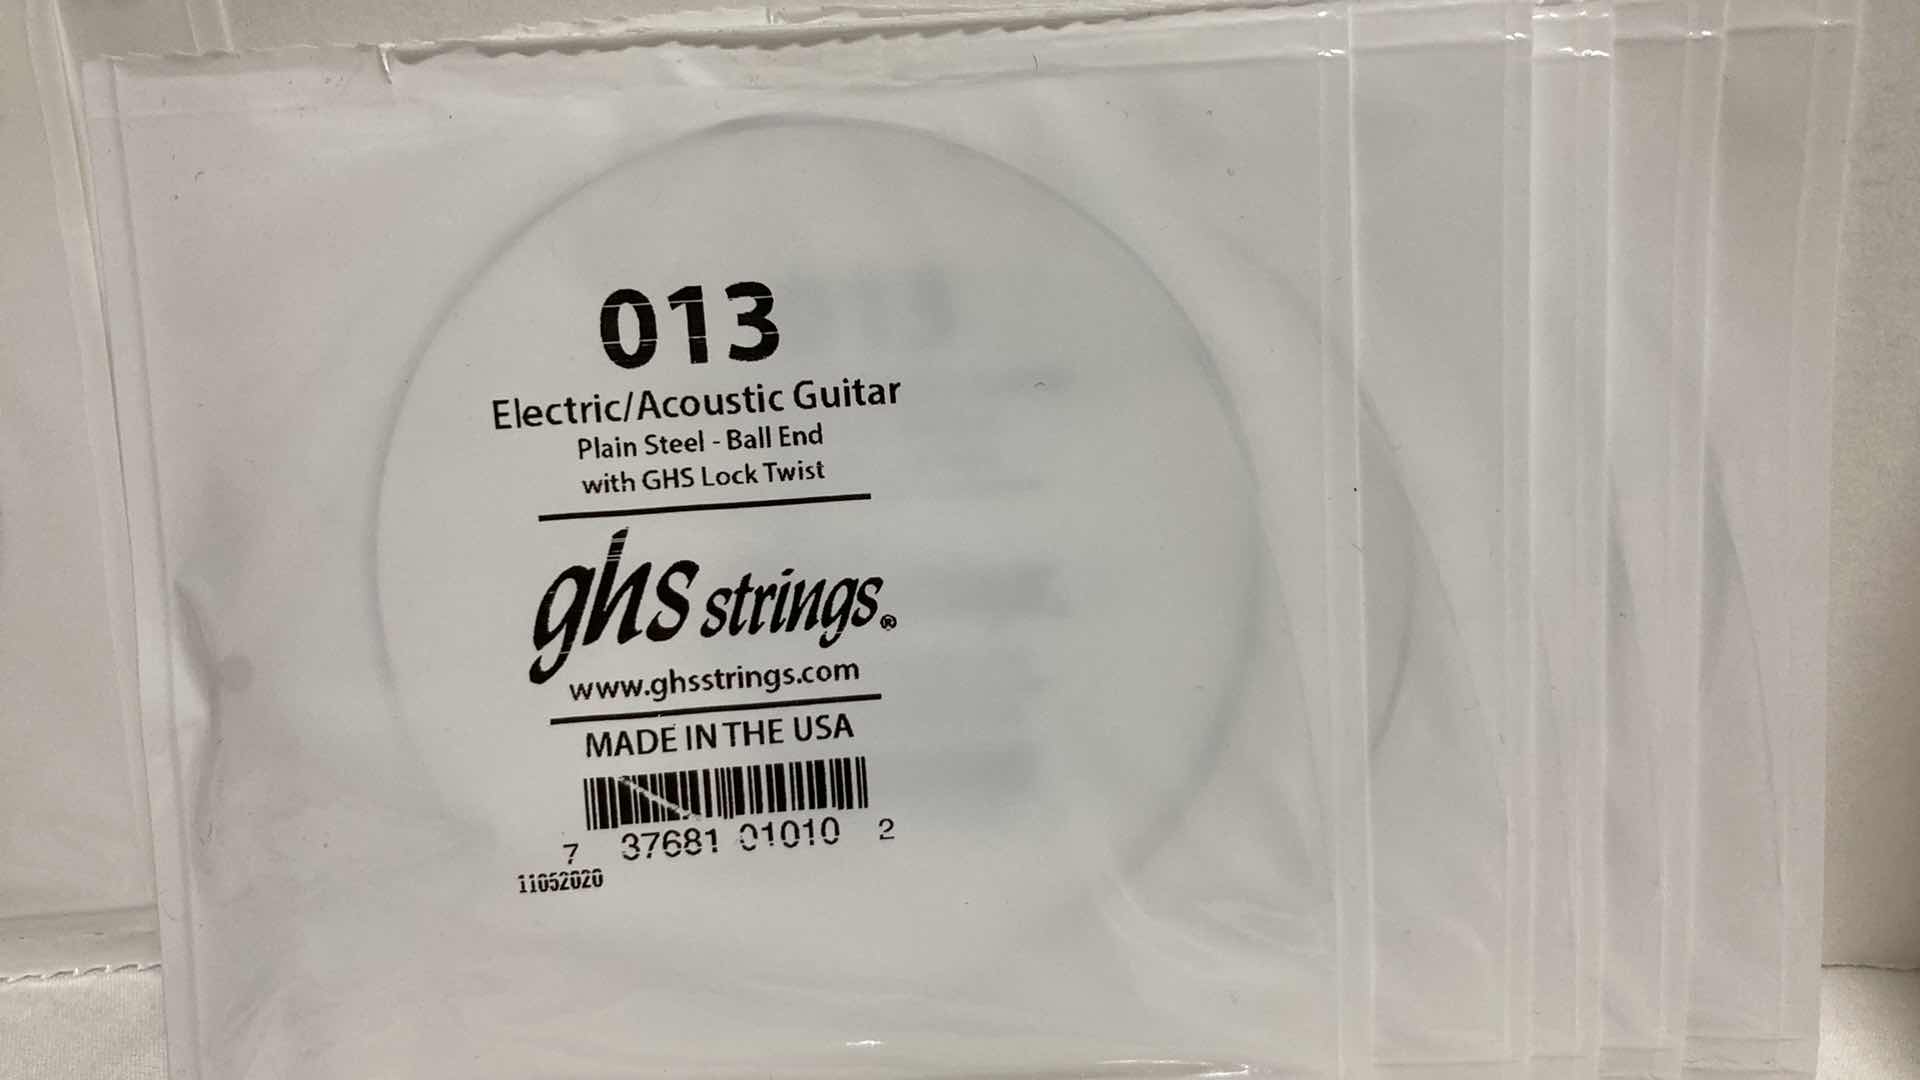 013
Electric/Acoustic Guitar
Plain Steel - Ball End
with GHS Lock Twist
ghs strings®
www.ghsstrings.com
MADE IN THE USA
7 37681 01010 2
11052020